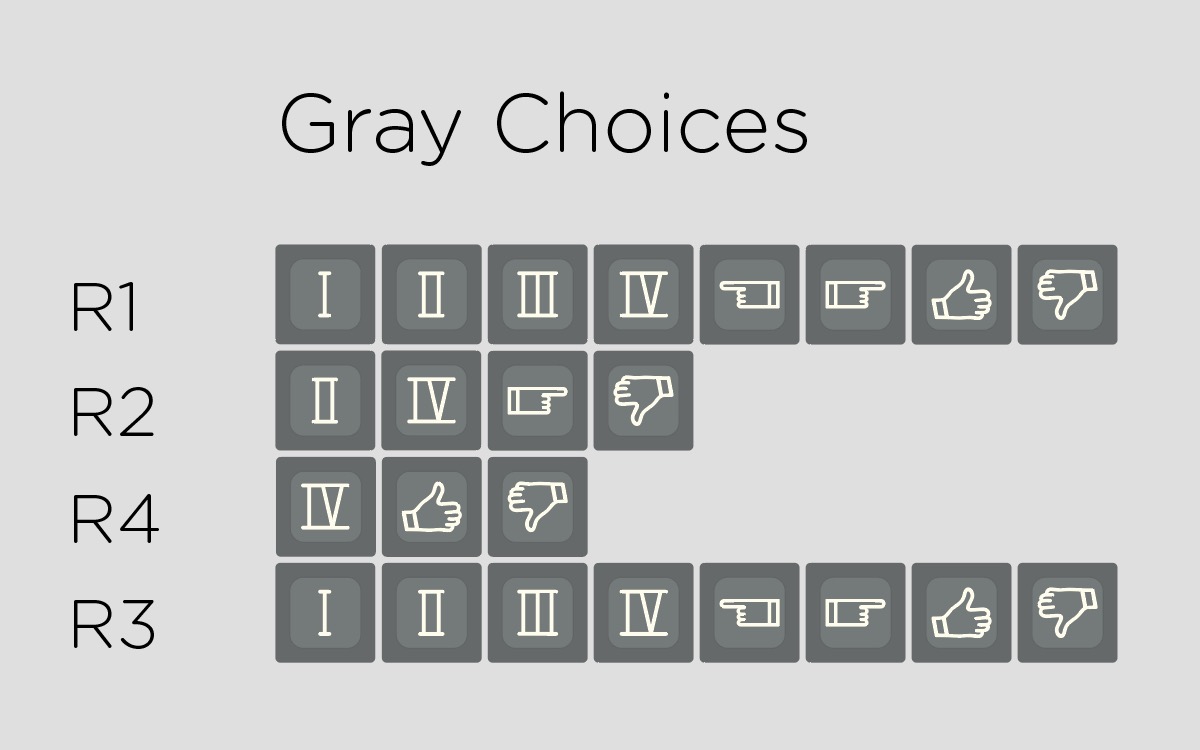 Gray Choices
R1 I II III IV
R2 II IV
R4 IV
R3 I II III IV